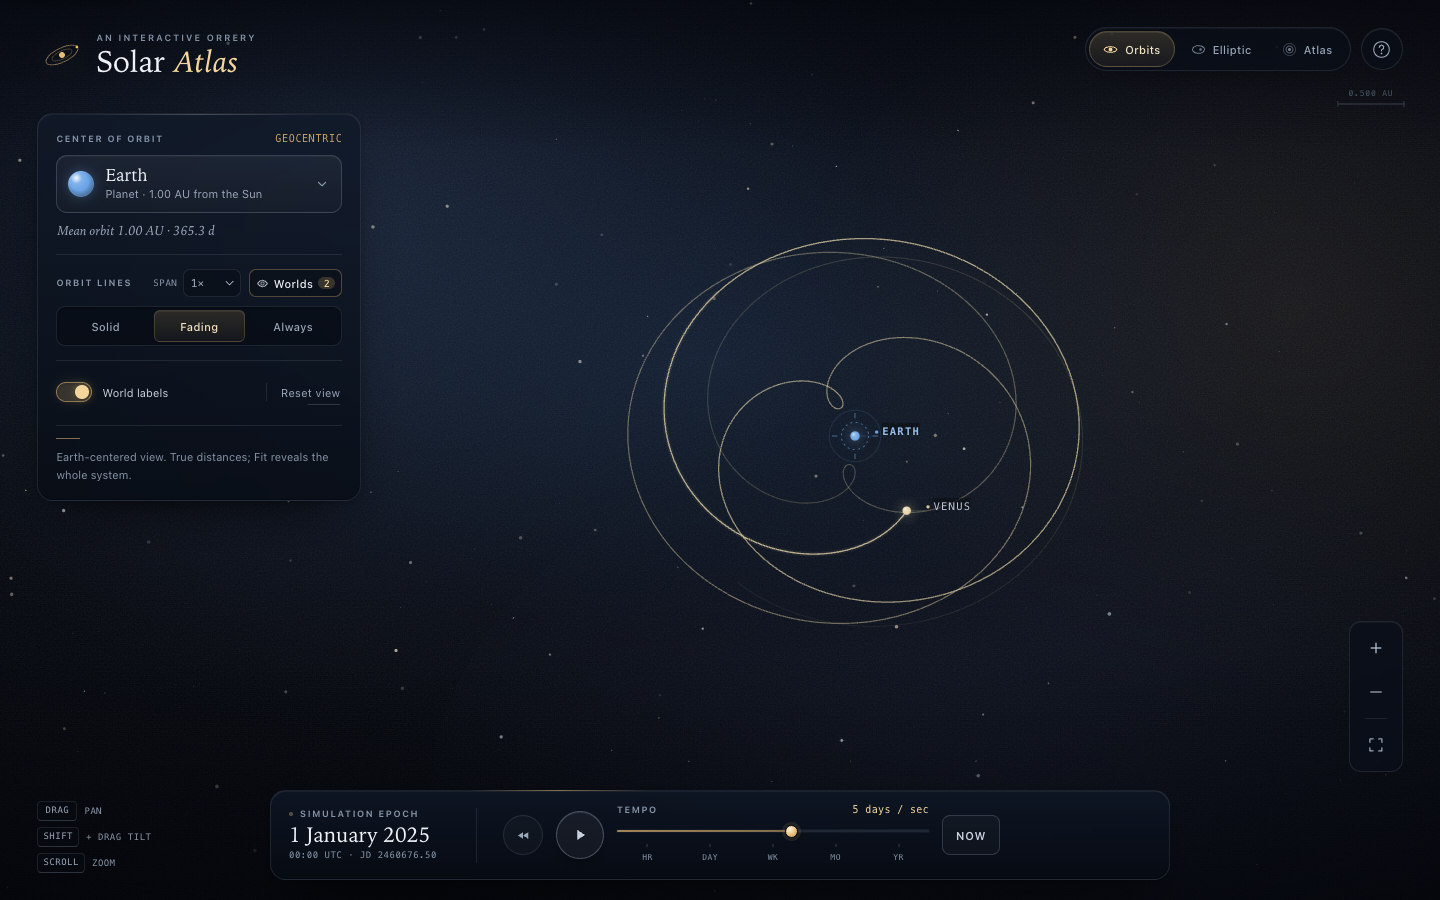 AN INTERACTIVE ORRERY
Solar Atlas
Orbits
Elliptic
Atlas
0.500 AU
CENTER OF ORBIT
GEOCENTRIC
Earth
Planet · 1.00 AU from the Sun
Mean orbit 1.00 AU · 365.3 d
ORBIT LINES
SPAN
1×
Worlds 2
Solid
Fading
Always
World labels
Reset view
Earth-centered view. True distances; Fit reveals the
whole system.
EARTH
VENUS
DRAG PAN
SHIFT + DRAG TILT
SCROLL ZOOM
SIMULATION EPOCH
1 January 2025
00:00 UTC · JD 2460676.50
TEMPO
5 days / sec
HR
DAY
WK
MO
YR
NOW